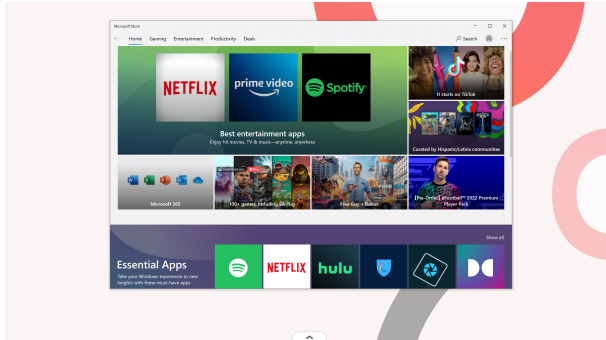 Microsoft Store
Home Gaming Entertainment Productivity Deals
Search
NETFLIX
prime video
Spotify
Best entertainment apps
Enjoy hit movies, TV & music—anytime, anywhere
It starts on TikTok
Curated by Hispanic/Latinx communities
Microsoft 365
100+ games, including EA Play
Free Guy + Bonus
[Pre-Order] eFootball™ 2022 Premium
Player Pack
Show all
Essential Apps
Take your Windows experience to new
heights with these must-have apps
NETFLIX
hulu